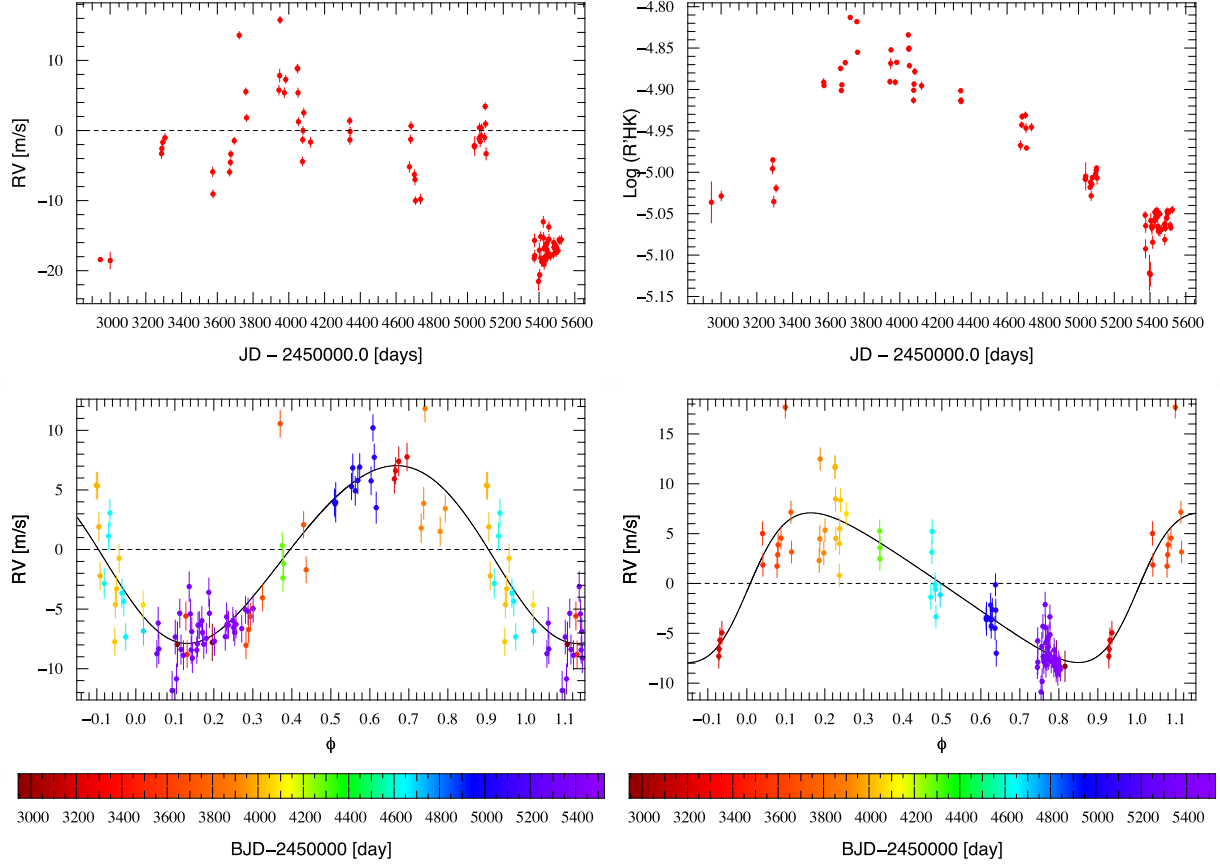 10
0
−10
−20
RV [m/s]
3000 3200 3400 3600 3800 4000 4200 4400 4600 4800 5000 5200 5400 5600
JD − 2450000.0 [days]
−4.80
−4.85
−4.90
−4.95
−5.00
−5.05
−5.10
−5.15
Log (R'HK)
3000 3200 3400 3600 3800 4000 4200 4400 4600 4800 5000 5200 5400 5600
JD − 2450000.0 [days]
10
5
0
−5
−10
RV [m/s]
−0.1 0.0 0.1 0.2 0.3 0.4 0.5 0.6 0.7 0.8 0.9 1.0 1.1
ϕ
15
10
5
0
−5
−10
RV [m/s]
−0.1 0.0 0.1 0.2 0.3 0.4 0.5 0.6 0.7 0.8 0.9 1.0 1.1
ϕ
3000 3200 3400 3600 3800 4000 4200 4400 4600 4800 5000 5200 5400
BJD−2450000 [day]
3000 3200 3400 3600 3800 4000 4200 4400 4600 4800 5000 5200 5400
BJD−2450000 [day]